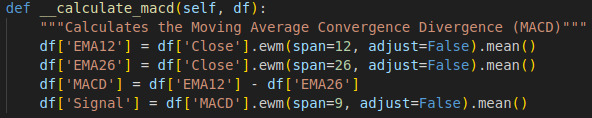 def __calculate_macd(self, df):
    """Calculates the Moving Average Convergence Divergence (MACD)"""
    df['EMA12'] = df['Close'].ewm(span=12, adjust=False).mean()
    df['EMA26'] = df['Close'].ewm(span=26, adjust=False).mean()
    df['MACD'] = df['EMA12'] - df['EMA26']
    df['Signal'] = df['MACD'].ewm(span=9, adjust=False).mean()